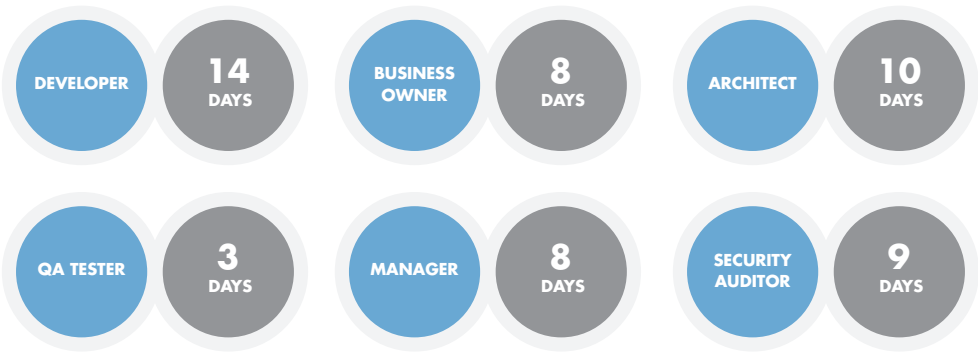 DEVELOPER
14
DAYS
BUSINESS
OWNER
8
DAYS
ARCHITECT
10
DAYS
QA TESTER
3
DAYS
MANAGER
8
DAYS
SECURITY
AUDITOR
9
DAYS